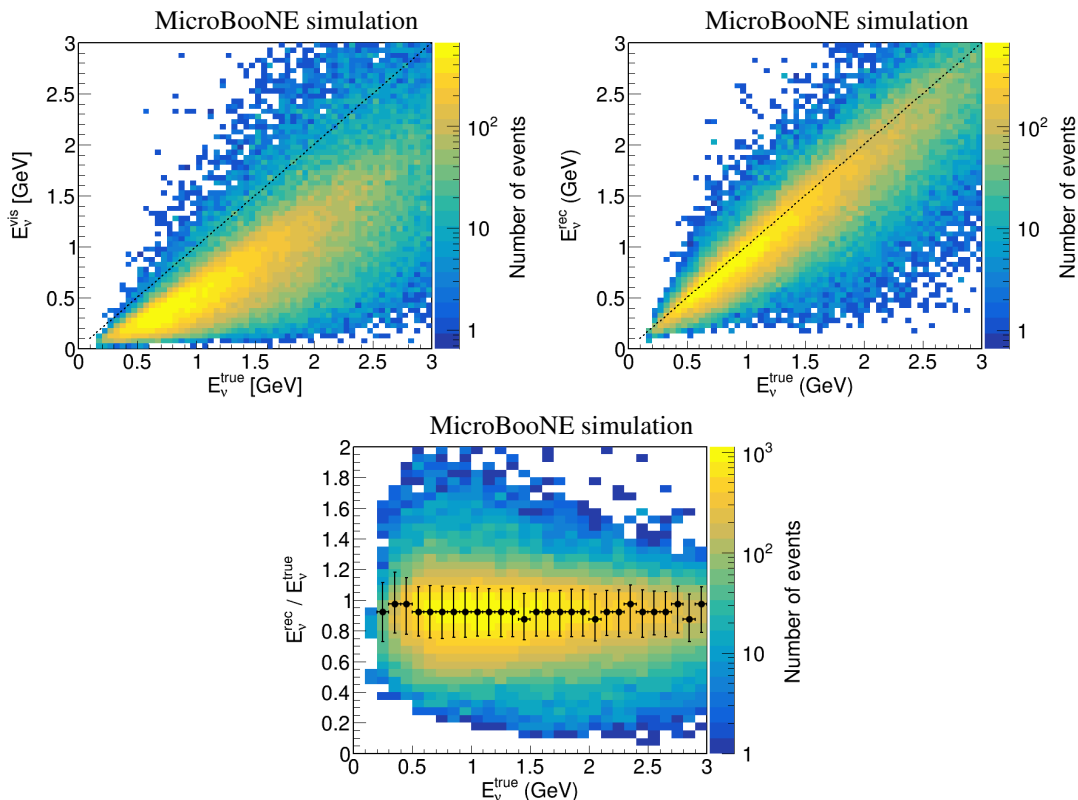 MicroBooNE simulation
3
2.5
2
1.5
1
0.5
0
0 0.5 1 1.5 2 2.5 3
E_ν^vis [GeV]
E_ν^true [GeV]
10^2
10
1
Number of events
MicroBooNE simulation
3
2.5
2
1.5
1
0.5
0
0 0.5 1 1.5 2 2.5 3
E_ν^rec (GeV)
E_ν^true (GeV)
10^2
10
1
Number of events
MicroBooNE simulation
2
1.8
1.6
1.4
1.2
1
0.8
0.6
0.4
0.2
0
0 0.5 1 1.5 2 2.5 3
E_ν^rec / E_ν^true
E_ν^true (GeV)
10^3
10^2
10
1
Number of events